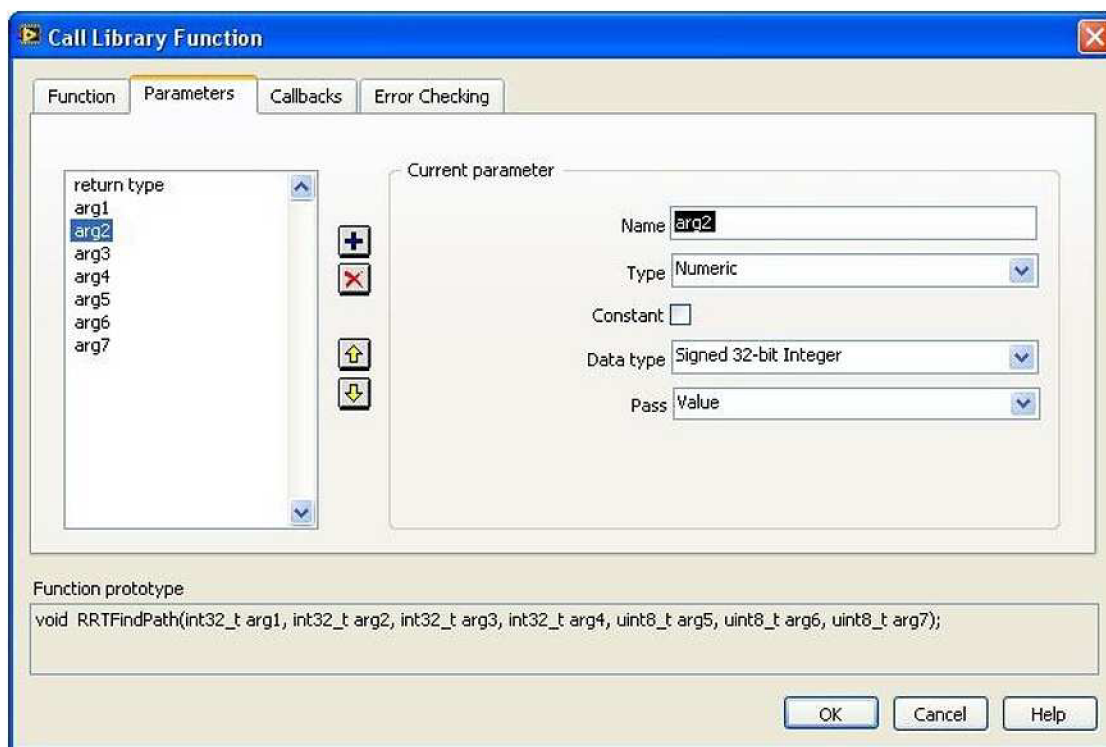 Call Library Function
Function Parameters Callbacks Error Checking
return type
arg1
arg2
arg3
arg4
arg5
arg6
arg7
Current parameter
Name arg2
Type Numeric
Constant
Data type Signed 32-bit Integer
Pass Value
Function prototype
void RRTFindPath(int32_t arg1, int32_t arg2, int32_t arg3, int32_t arg4, uint8_t arg5, uint8_t arg6, uint8_t arg7);
OK Cancel Help